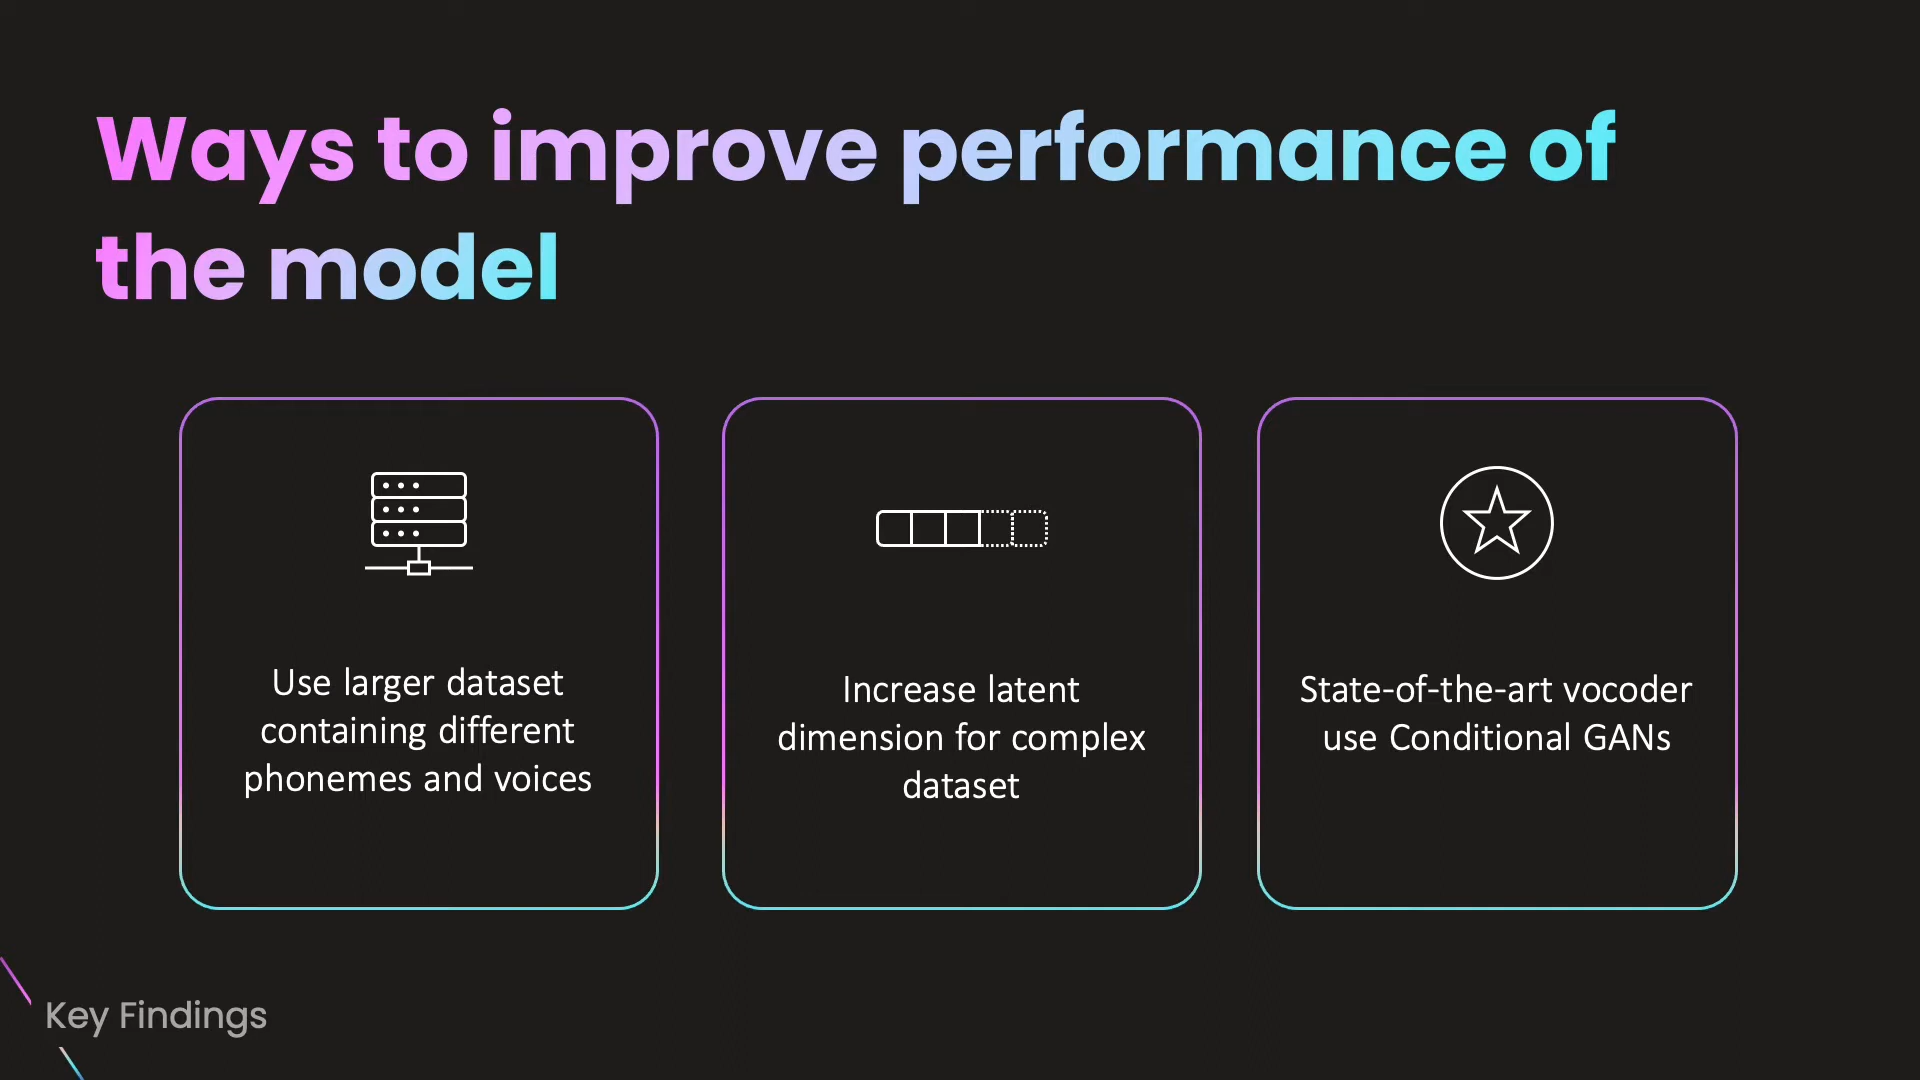 Ways to improve performance of
the model
Use larger dataset
containing different
phonemes and voices
Increase latent
dimension for complex
dataset
State-of-the-art vocoder
use Conditional GANs
Key Findings